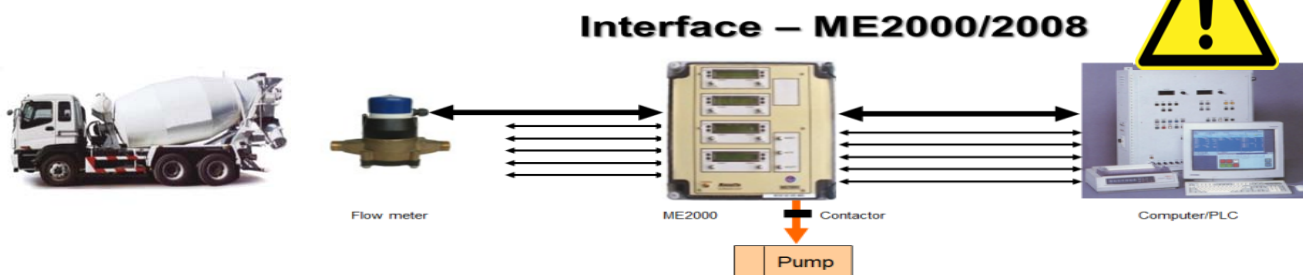 Interface – ME2000/2008
Flow meter
ME2000
Contactor
Computer/PLC
Pump